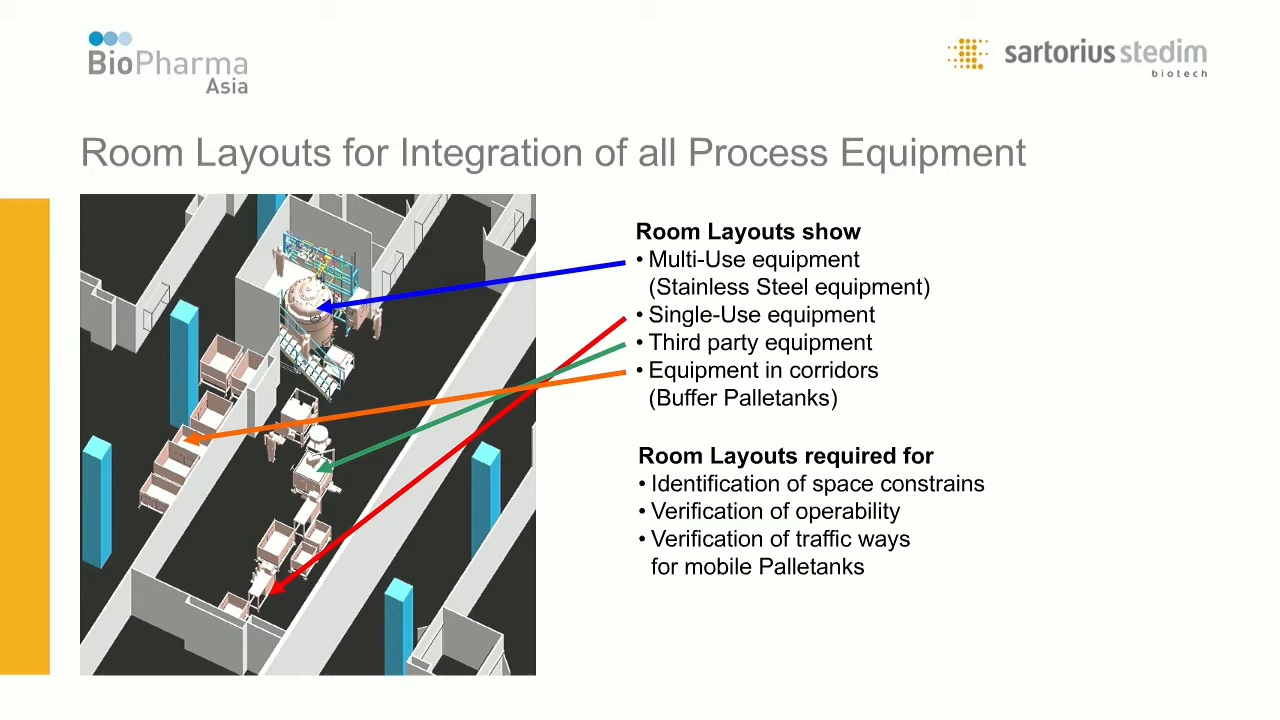 BioPharma
Asia
sartorius stedim
biotech
Room Layouts for Integration of all Process Equipment
Room Layouts show
• Multi-Use equipment
(Stainless Steel equipment)
• Single-Use equipment
• Third party equipment
• Equipment in corridors
(Buffer Palletanks)
Room Layouts required for
• Identification of space constrains
• Verification of operability
• Verification of traffic ways
for mobile Palletanks